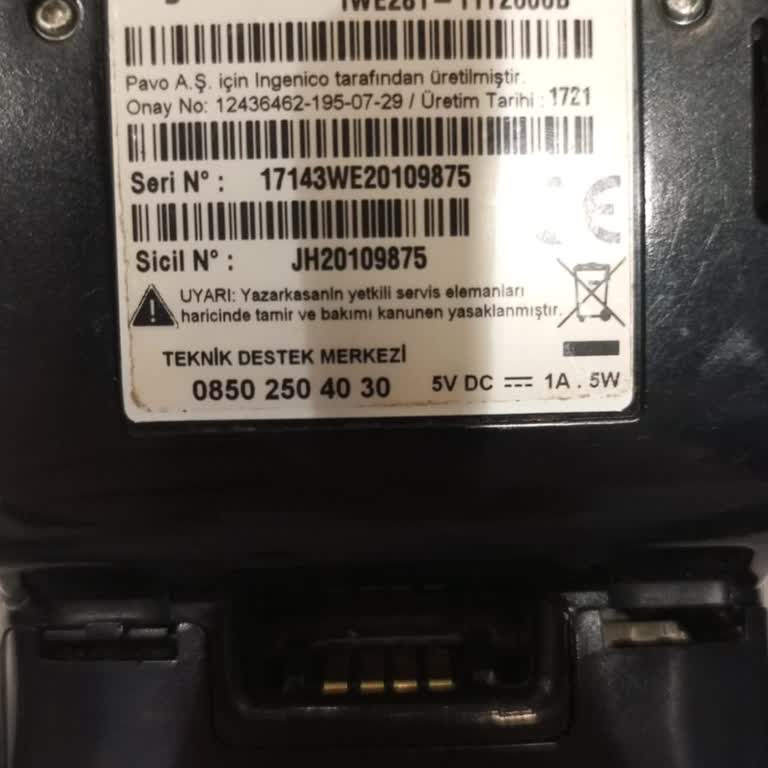 Pavo A.Ş. için Ingenico tarafından üretilmiştir.
Onay No: 12436462-195-07-29 / Üretim Tarihi : 1721
Seri N° : 17143WE20109875
Sicil N° : JH20109875
UYARI: Yazarkasanin yetkili servis elemanları
haricinde tamir ve bakımı kanunen yasaklanmıştır.
TEKNİK DESTEK MERKEZİ
0850 250 40 30
5V DC 1A . 5W